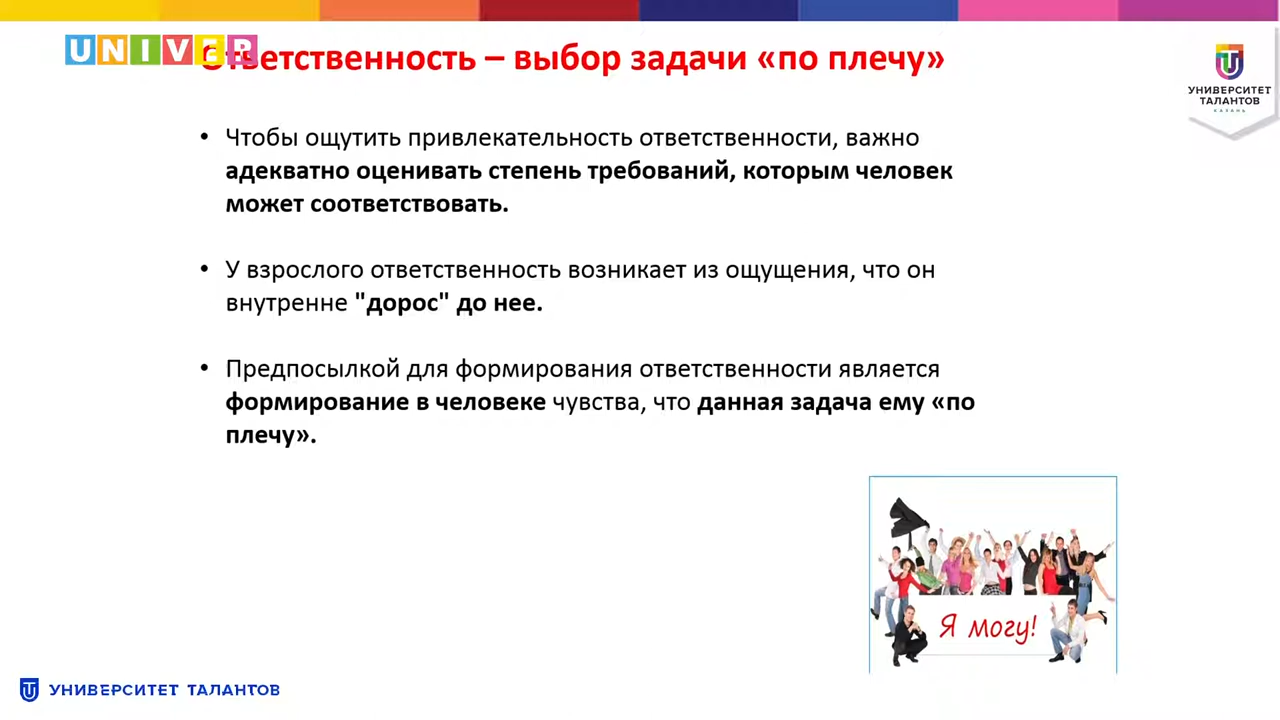 UNIVER
Ответственность – выбор задачи «по плечу»
УНИВЕРСИТЕТ
ТАЛАНТОВ
КАЗАНЬ
• Чтобы ощутить привлекательность ответственности, важно
адекватно оценивать степень требований, которым человек
может соответствовать.
• У взрослого ответственность возникает из ощущения, что он
внутренне "дорос" до нее.
• Предпосылкой для формирования ответственности является
формирование в человеке чувства, что данная задача ему «по
плечу».
Я могу!
УНИВЕРСИТЕТ ТАЛАНТОВ